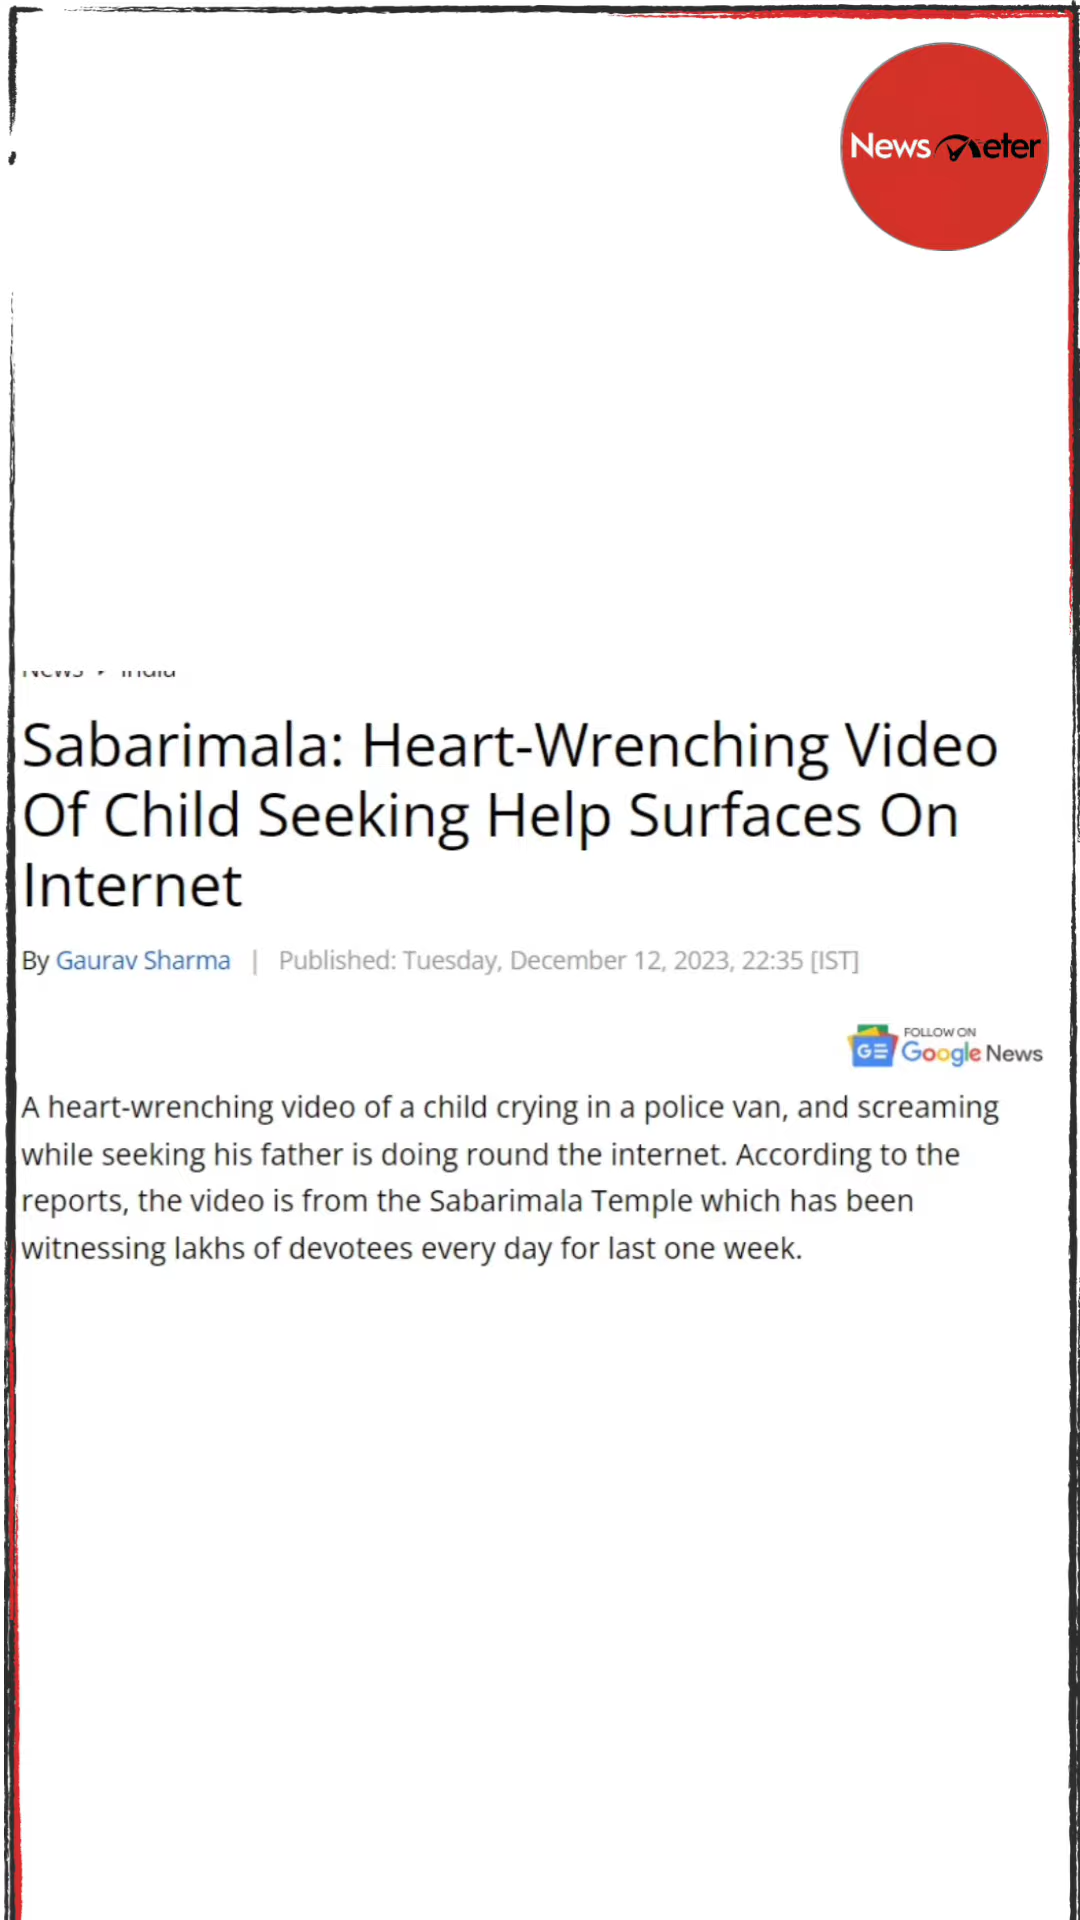 News Meter
News > India
Sabarimala: Heart-Wrenching Video
Of Child Seeking Help Surfaces On
Internet
By Gaurav Sharma | Published: Tuesday, December 12, 2023, 22:35 [IST]
FOLLOW ON
GE Google News
A heart-wrenching video of a child crying in a police van, and screaming
while seeking his father is doing round the internet. According to the
reports, the video is from the Sabarimala Temple which has been
witnessing lakhs of devotees every day for last one week.